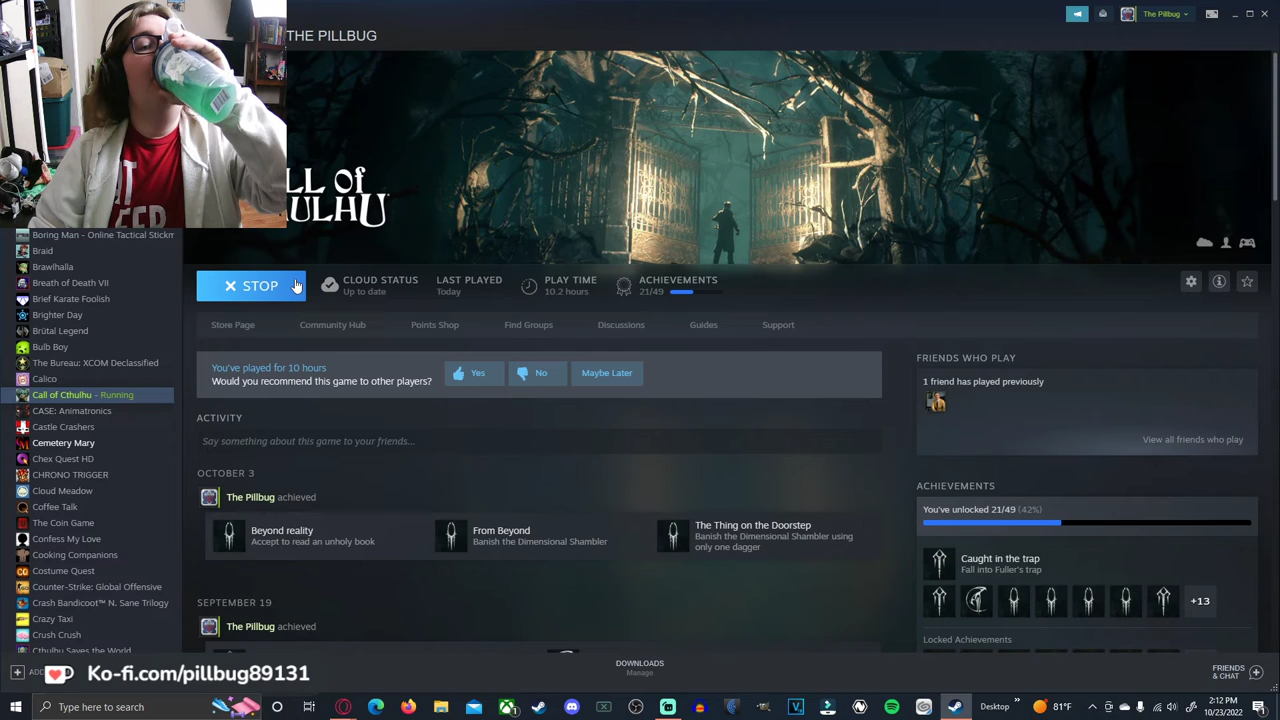 THE PILLBUG
The Pillbug
LL of
HULHU
STOP
CLOUD STATUS
Up to date
LAST PLAYED
Today
PLAY TIME
10.2 hours
ACHIEVEMENTS
21/49
Store Page
Community Hub
Points Shop
Find Groups
Discussions
Guides
Support
You've played for 10 hours
Would you recommend this game to other players?
Yes
No
Maybe Later
ACTIVITY
Say something about this game to your friends...
OCTOBER 3
The Pillbug achieved
Beyond reality
Accept to read an unholy book
From Beyond
Banish the Dimensional Shambler
The Thing on the Doorstep
Banish the Dimensional Shambler using
only one dagger
SEPTEMBER 19
The Pillbug achieved
FRIENDS WHO PLAY
1 friend has played previously
View all friends who play
ACHIEVEMENTS
You've unlocked 21/49 (42%)
Caught in the trap
Fall into Fuller's trap
+13
Locked Achievements
Boring Man - Online Tactical Stickm
Braid
Brawlhalla
Breath of Death VII
Brief Karate Foolish
Brighter Day
Brütal Legend
Bulb Boy
The Bureau: XCOM Declassified
Calico
Call of Cthulhu - Running
CASE: Animatronics
Castle Crashers
Cemetery Mary
Chex Quest HD
CHRONO TRIGGER
Cloud Meadow
Coffee Talk
The Coin Game
Confess My Love
Cooking Companions
Costume Quest
Counter-Strike: Global Offensive
Crash Bandicoot™ N. Sane Trilogy
Crazy Taxi
Crush Crush
Cthulhu Saves the World
AD
Ko-fi.com/pillbug89131
DOWNLOADS
Manage
FRIENDS
& CHAT
Type here to search
Desktop
81°F
2:12 PM
10/23/2022